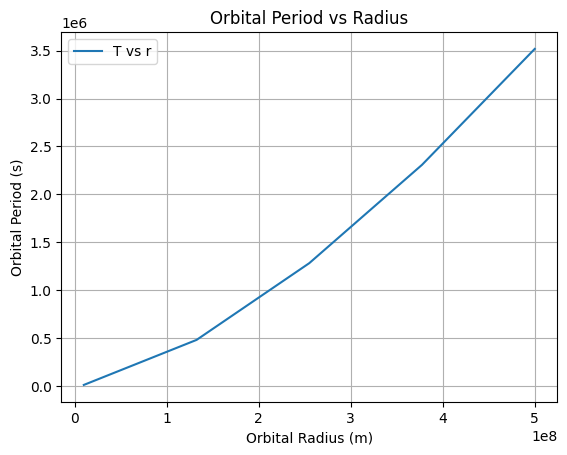 Orbital Period vs Radius
1e6
T vs r
3.5
3.0
2.5
2.0
1.5
1.0
0.5
0.0
Orbital Period (s)
0 1 2 3 4 5
1e8
Orbital Radius (m)